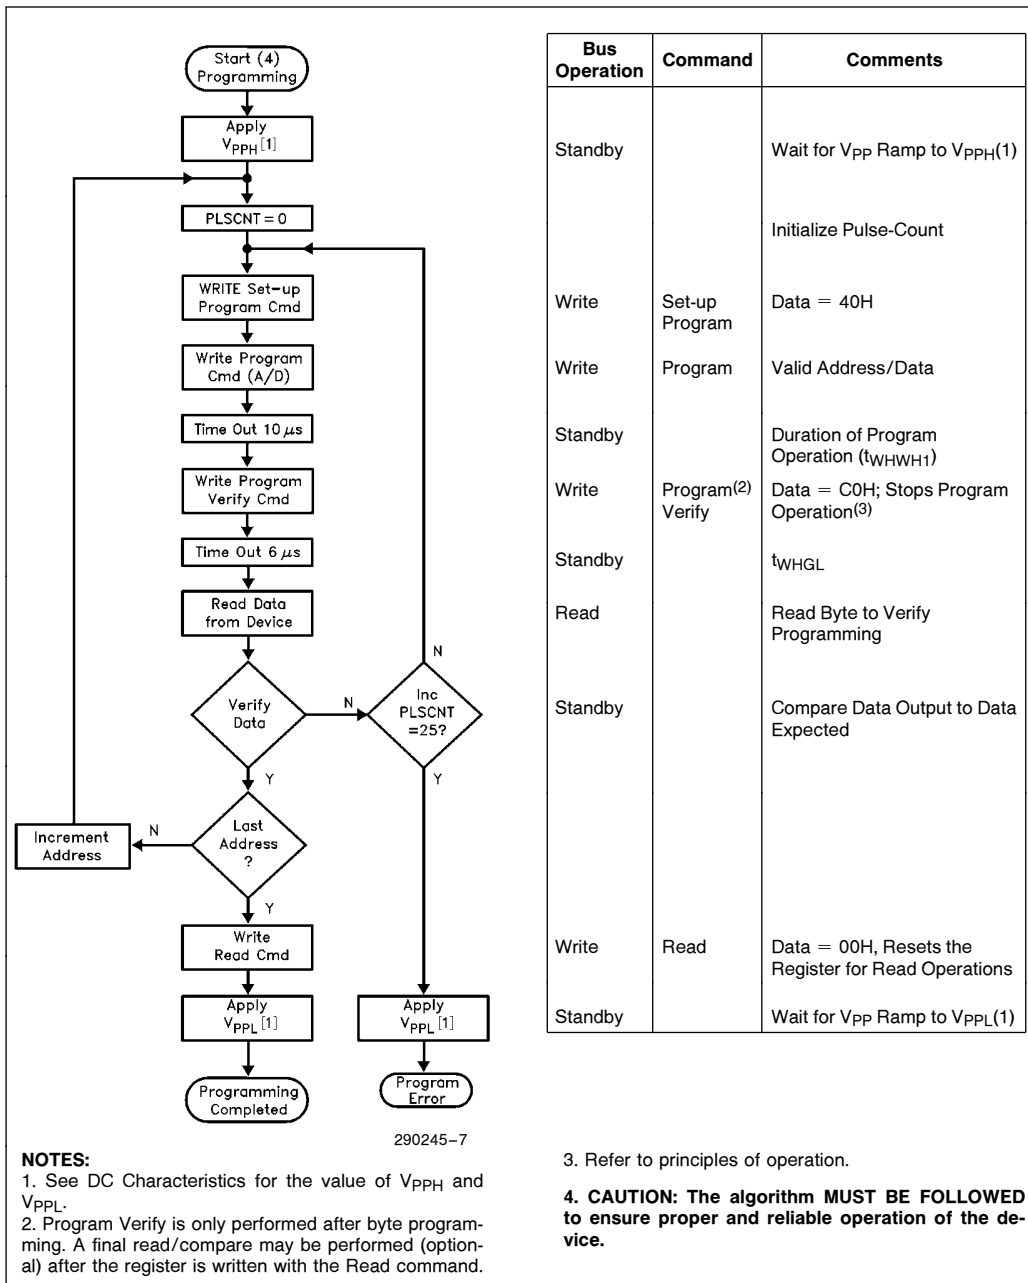 Start (4)
Programming
Apply
VPPH [1]
PLSCNT = 0
WRITE Set-up
Program Cmd
Write Program
Cmd (A/D)
Time Out 10 μs
Write Program
Verify Cmd
Time Out 6 μs
Read Data
from Device
Verify
Data
N
Inc
PLSCNT
=25?
N
Y
Y
Last
Address
?
N
Increment
Address
Y
Write
Read Cmd
Apply
VPPL [1]
Apply
VPPL [1]
Programming
Completed
Program
Error
290245–7
Bus
Operation
Command
Comments
Standby
Wait for VPP Ramp to VPPH(1)
Initialize Pulse-Count
Write
Set-up
Program
Data = 40H
Write
Program
Valid Address/Data
Standby
Duration of Program
Operation (tWHWH1)
Write
Program(2)
Verify
Data = C0H; Stops Program
Operation(3)
Standby
tWHGL
Read
Read Byte to Verify
Programming
Standby
Compare Data Output to Data
Expected
Write
Read
Data = 00H, Resets the
Register for Read Operations
Standby
Wait for VPP Ramp to VPPL(1)
NOTES:
1. See DC Characteristics for the value of VPPH and
VPPL.
2. Program Verify is only performed after byte program-
ming. A final read/compare may be performed (option-
al) after the register is written with the Read command.
3. Refer to principles of operation.
4. CAUTION: The algorithm MUST BE FOLLOWED
to ensure proper and reliable operation of the de-
vice.